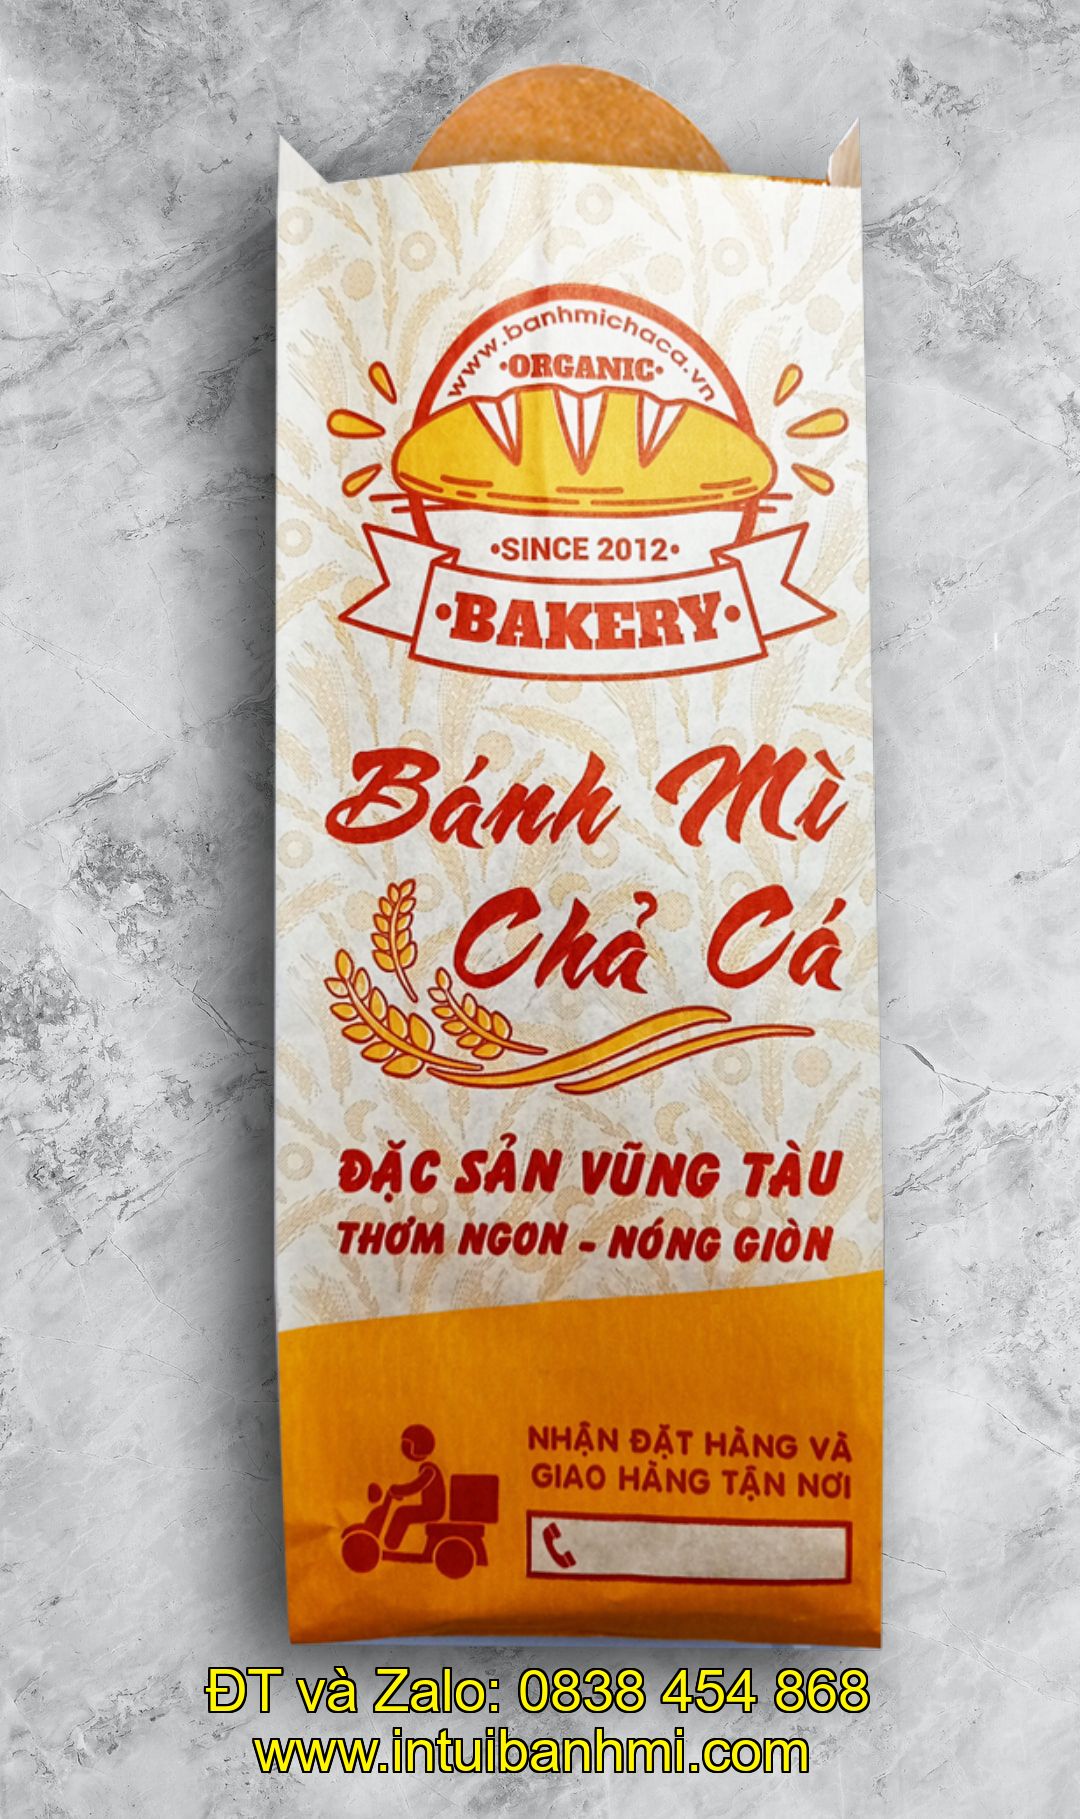 www.banhmichaca.vn
•ORGANIC•
•SINCE 2012•
•BAKERY•
Bánh Mì
Chả Cá
ĐẶC SẢN VŨNG TÀU
THƠM NGON - NÓNG GIÒN
NHẬN ĐẶT HÀNG VÀ
GIAO HÀNG TẬN NƠI
ĐT và Zalo: 0838 454 868
www.intuibanhmi.com